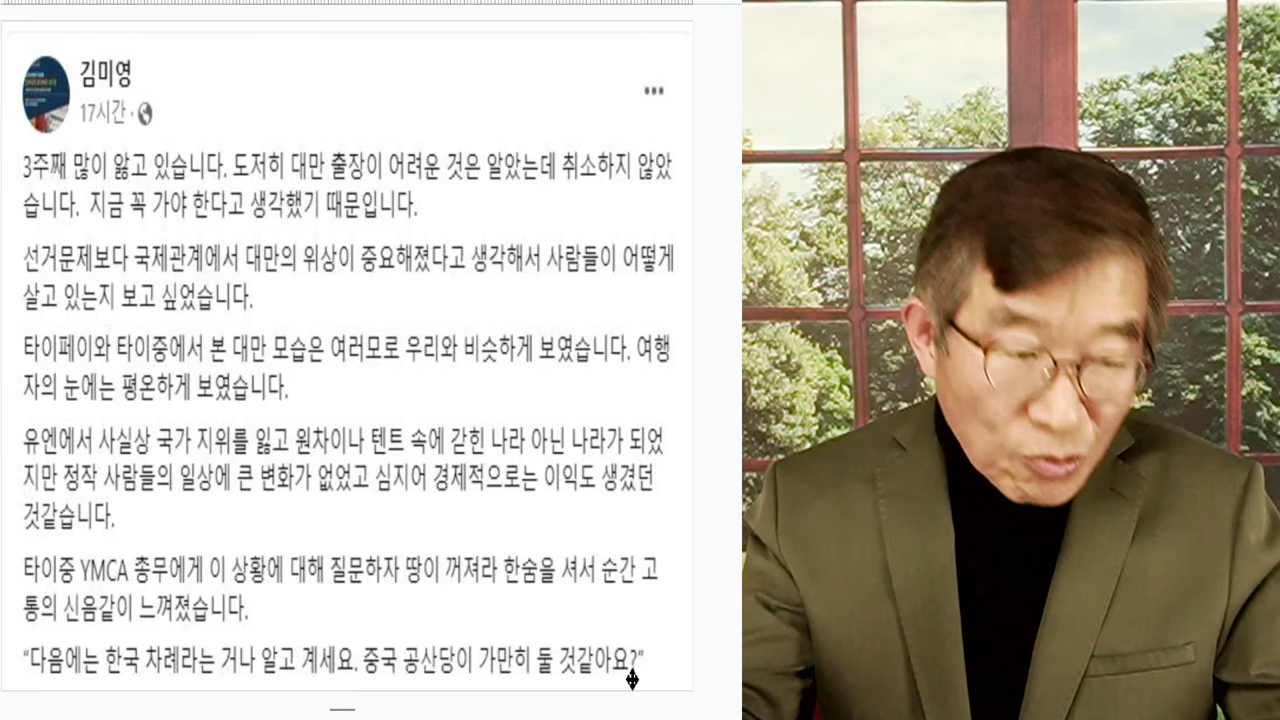 김미영
17시간 ·
3주째 많이 앓고 있습니다. 도저히 대만 출장이 어려운 것은 알았는데 취소하지 않았
습니다. 지금 꼭 가야 한다고 생각했기 때문입니다.
선거문제보다 국제관계에서 대만의 위상이 중요해졌다고 생각해서 사람들이 어떻게
살고 있는지 보고 싶었습니다.
타이페이와 타이중에서 본 대만 모습은 여러모로 우리와 비슷하게 보였습니다. 여행
자의 눈에는 평온하게 보였습니다.
유엔에서 사실상 국가 지위를 잃고 원차이나 텐트 속에 갇힌 나라 아닌 나라가 되었
지만 정작 사람들의 일상에 큰 변화가 없었고 심지어 경제적으로는 이익도 생겼던
것같습니다.
타이중 YMCA 총무에게 이 상황에 대해 질문하자 땅이 꺼져라 한숨을 셔서 순간 고
통의 신음같이 느껴졌습니다.
“다음에는 한국 차례라는 거나 알고 계세요. 중국 공산당이 가만히 둘 것같아요?”